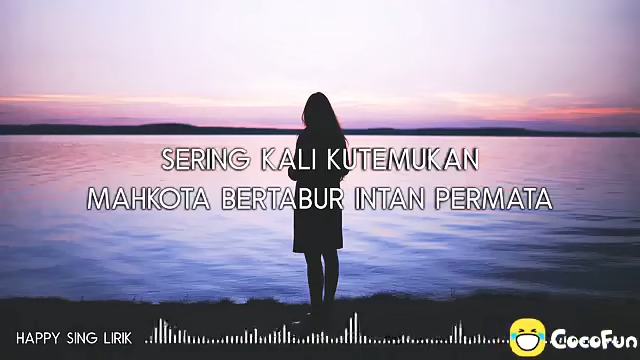 SERING KALI KUTEMUKAN
MAHKOTA BERTABUR INTAN PERMATA
HAPPY SING LIRIK
CocoFun